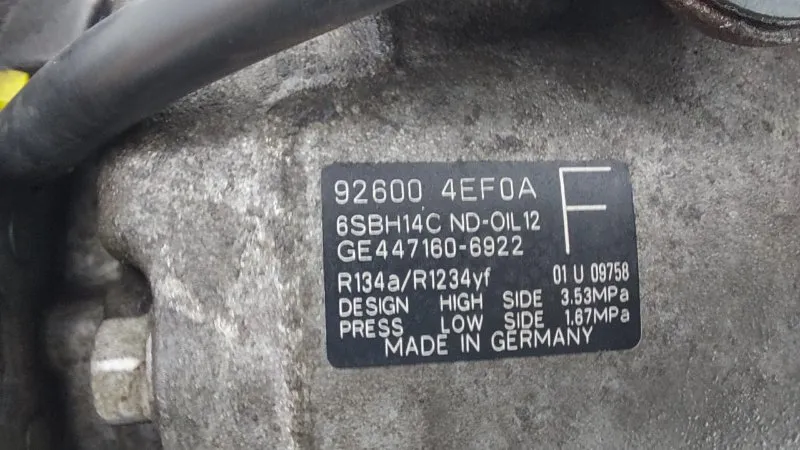 92600 4EF0A F
6SBH14C ND-OIL12
GE447160-6922
R134a/R1234yf 01 U 09758
DESIGN HIGH SIDE 3.53MPa
PRESS LOW SIDE 1.67MPa
MADE IN GERMANY